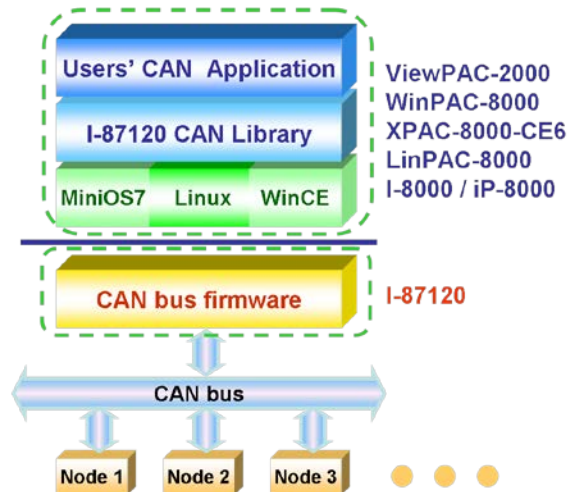 Users' CAN Application
I-87120 CAN Library
MiniOS7 Linux WinCE
ViewPAC-2000
WinPAC-8000
XPAC-8000-CE6
LinPAC-8000
I-8000 / iP-8000
CAN bus firmware
I-87120
CAN bus
Node 1 Node 2 Node 3